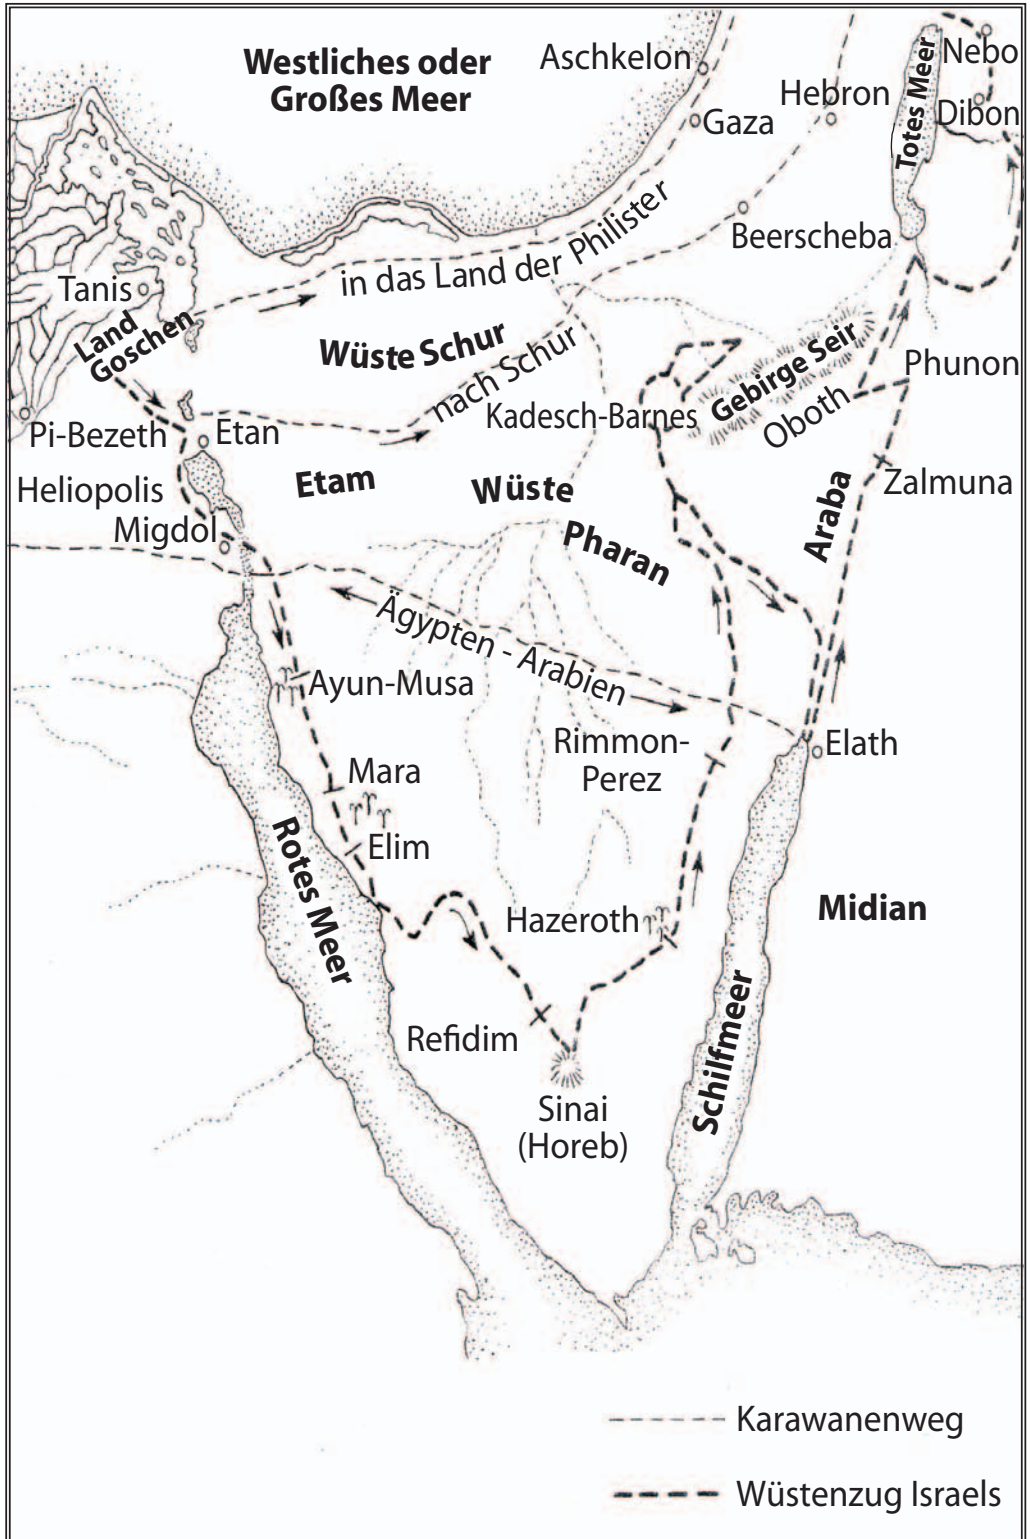 Westliches oder
Großes Meer
Aschkelon
Gaza
Hebron
Totes Meer
Nebo
Dibon
Beerscheba
in das Land der Philister
Tanis
Land
Goschen
Wüste Schur
nach Schur
Gebirge Seir
Phunon
Kadesch-Barnes
Oboth
Pi-Bezeth
Etan
Heliopolis
Etam
Wüste
Pharan
Araba
Zalmuna
Migdol
Ägypten - Arabien
Ayun-Musa
Rimmon-
Perez
Elath
Mara
Elim
Rotes Meer
Hazeroth
Midian
Refidim
Schilfmeer
Sinai
(Horeb)
Karawanenweg
Wüstenzug Israels